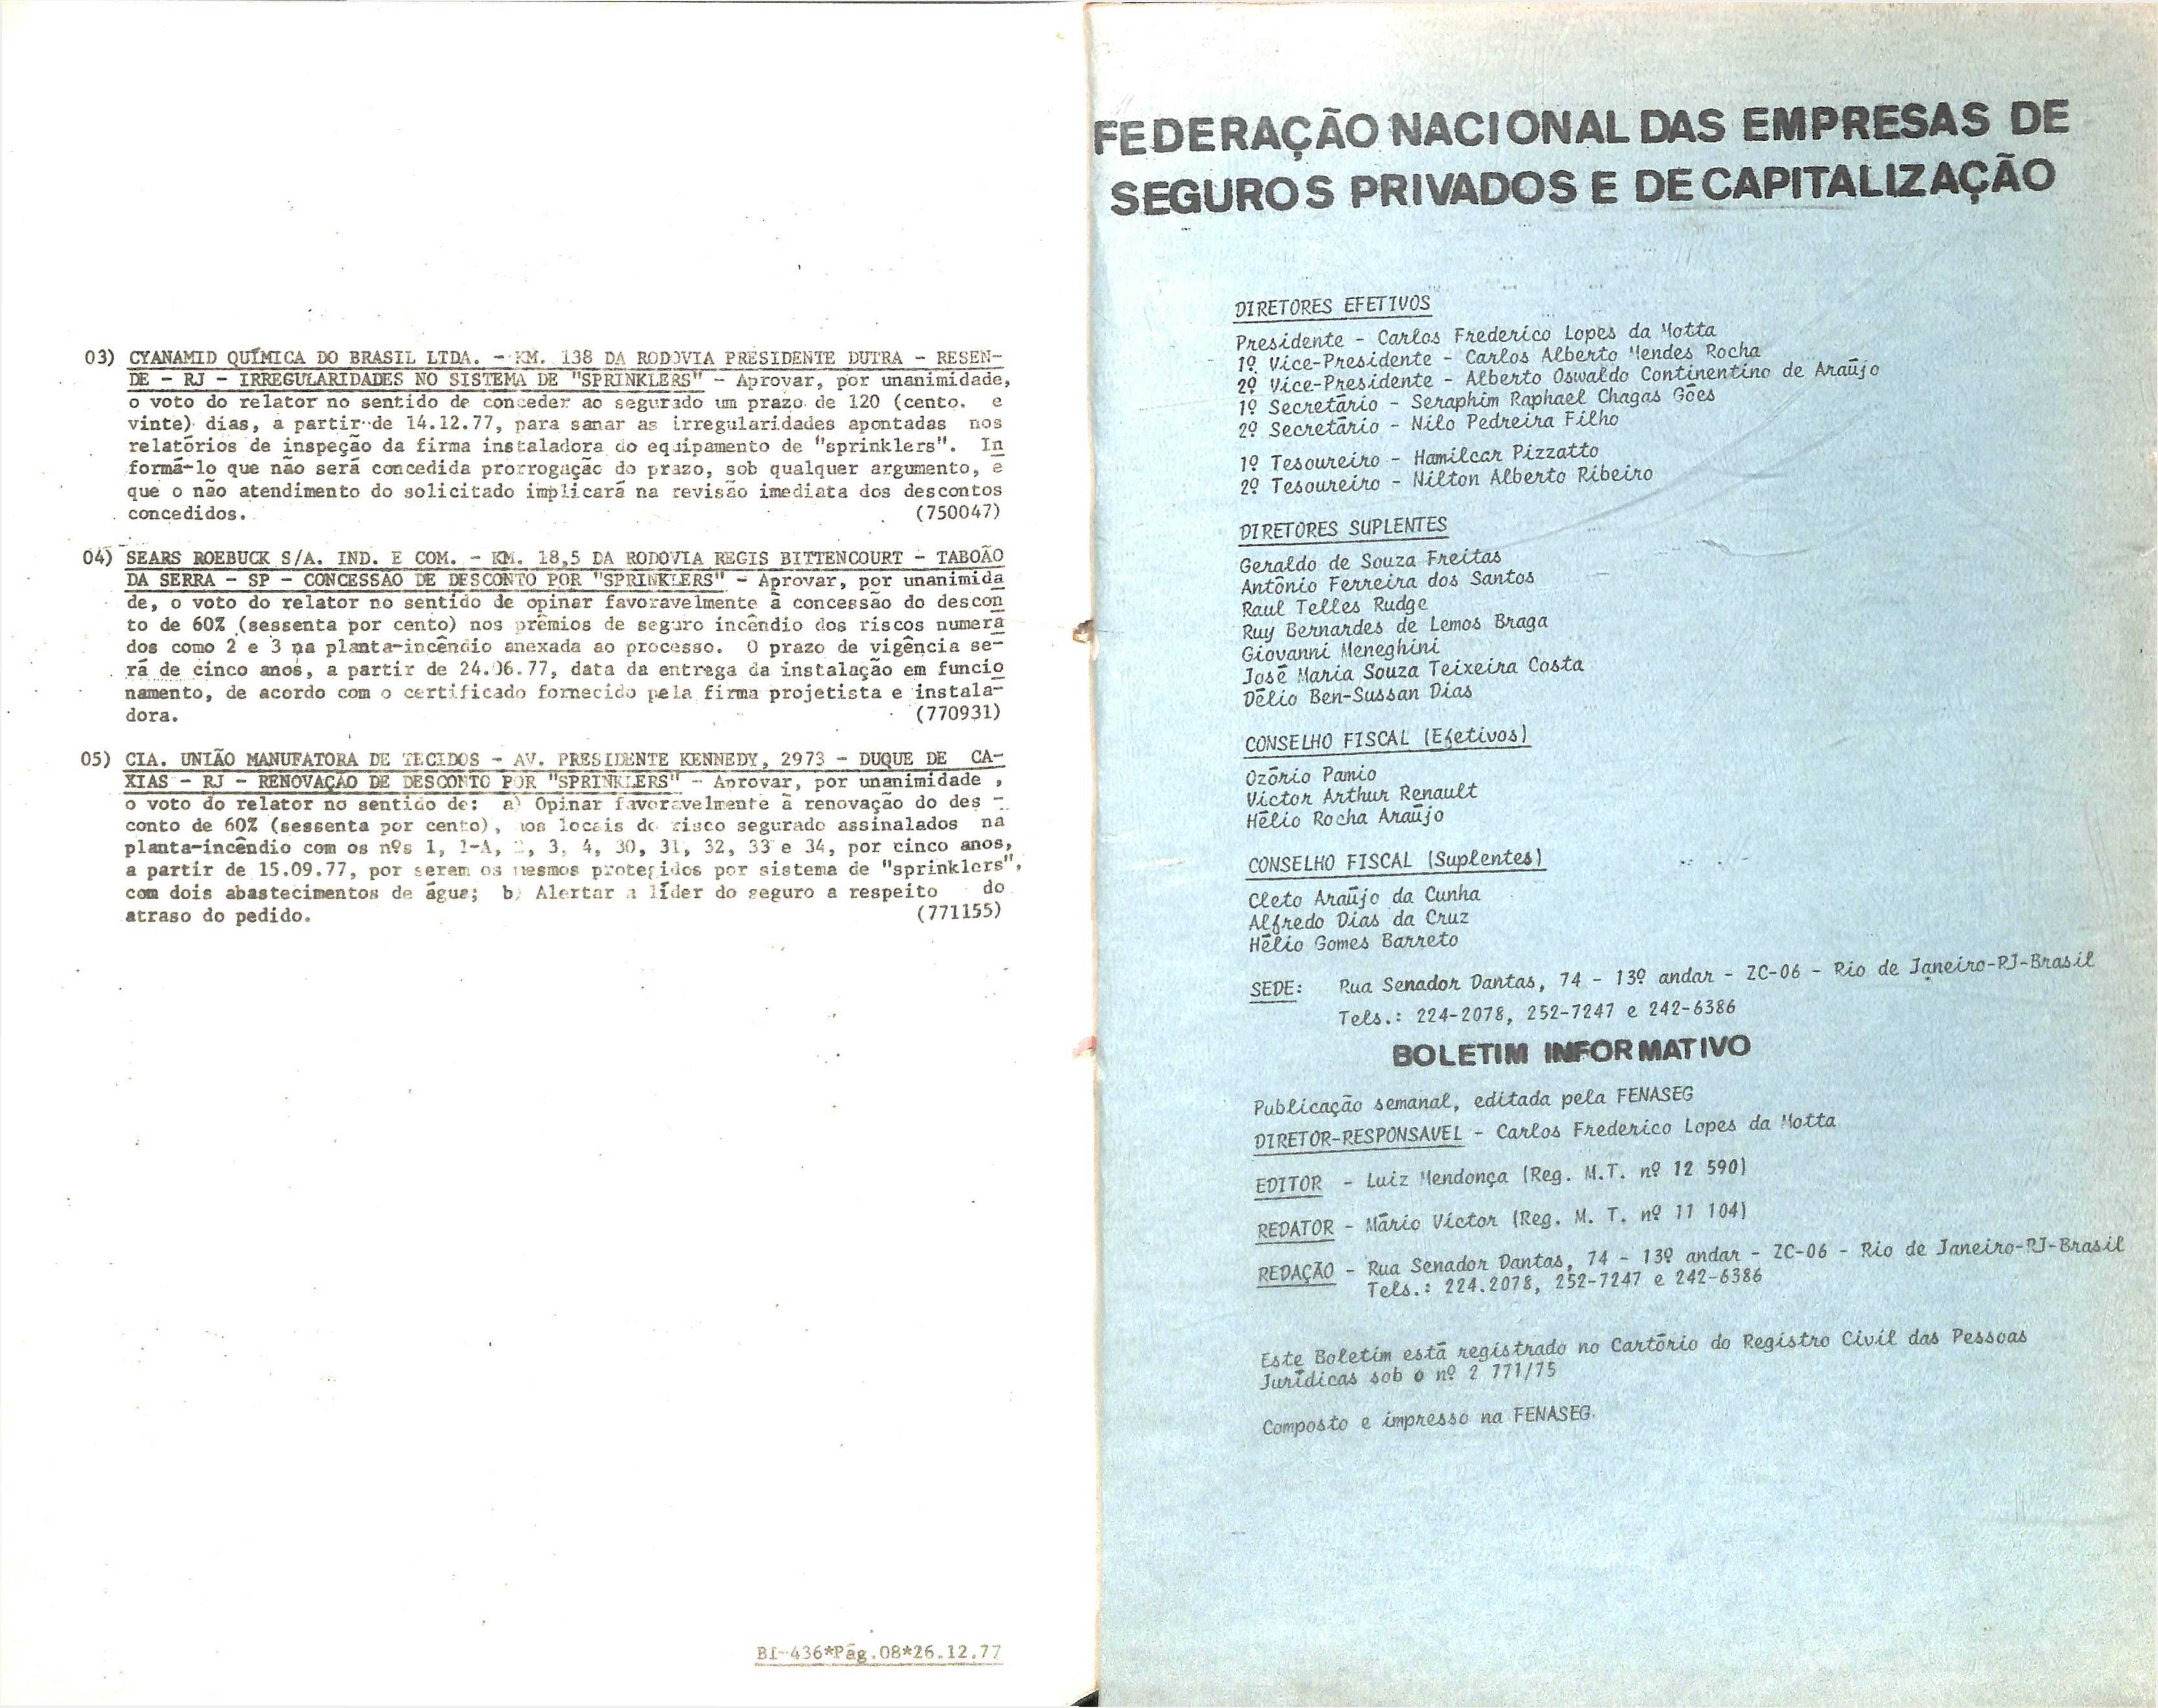 03) CYANAMID QUÍMICA DO BRASIL LTDA. - KM. 138 DA RODOVIA PRESIDENTE DUTRA - RESEN-
DE - RJ - IRREGULARIDADES NO SISTEMA DE "SPRINKLERS" - Aprovar, por unanimidade,
o voto do relator no sentido de conceder ao segurado um prazo de 120 (cento e
vinte) dias, a partir de 14.12.77, para sanar as irregularidades apontadas nos
relatórios de inspeção da firma instaladora do equipamento de "sprinklers". In
formá-lo que não será concedida prorrogação do prazo, sob qualquer argumento, e
que o não atendimento do solicitado implicará na revisão imediata dos descontos
concedidos. (750047)
04) SEARS ROEBUCK S/A. IND. E COM. - KM. 18,5 DA RODOVIA REGIS BITTENCOURT - TABOÃO
DA SERRA - SP - CONCESSÃO DE DESCONTO POR "SPRINKLERS" - Aprovar, por unanimida
de, o voto do relator no sentido de opinar favoravelmente à concessão do descon
to de 60% (sessenta por cento) nos prêmios de seguro incêndio dos riscos numera
dos como 2 e 3 na planta-incêndio anexada ao processo. O prazo de vigência se-
rá de cinco anos, a partir de 24.06.77, data da entrega da instalação em funcio
namento, de acordo com o certificado fornecido pela firma projetista e instala-
dora. (770931)
05) CIA. UNIÃO MANUFATORA DE TECIDOS - AV. PRESIDENTE KENNEDY, 2973 - DUQUE DE CA-
XIAS - RJ - RENOVAÇÃO DE DESCONTO POR "SPRINKLERS" - Aprovar, por unanimidade ,
o voto do relator no sentido de: a) Opinar favoravelmente à renovação do des -
conto de 60% (sessenta por cento), aos locais do risco segurado assinalados na
planta-incêndio com os nºs 1, 1-A, 2, 3, 4, 30, 31, 32, 33 e 34, por cinco anos,
a partir de 15.09.77, por serem os mesmos protegidos por sistema de "sprinklers",
com dois abastecimentos de água; b) Alertar a líder do seguro a respeito do
atraso do pedido. (771155)
BI-436*Pág.08*26.12.77
FEDERAÇÃO NACIONAL DAS EMPRESAS DE
SEGUROS PRIVADOS E DE CAPITALIZAÇÃO
DIRETORES EFETIVOS
Presidente - Carlos Frederico Lopes da Motta
1º Vice-Presidente - Carlos Alberto Mendes Rocha
2º Vice-Presidente - Alberto Oswaldo Continentino de Araújo
1º Secretário - Seraphim Raphael Chagas Góes
2º Secretário - Nilo Pedreira Filho
1º Tesoureiro - Hamilcar Pizzatto
2º Tesoureiro - Nilton Alberto Ribeiro
DIRETORES SUPLENTES
Geraldo de Souza Freitas
Antônio Ferreira dos Santos
Raul Telles Rudge
Ruy Bernardes de Lemos Braga
Giovanni Meneghini
José Maria Souza Teixeira Costa
Délio Ben-Sussan Dias
CONSELHO FISCAL (Efetivos)
Ozório Pamio
Victor Arthur Renault
Hélio Rocha Araújo
CONSELHO FISCAL (Suplentes)
Cleto Araújo da Cunha
Alfredo Dias da Cruz
Hélio Gomes Barreto
SEDE: Rua Senador Dantas, 74 - 13º andar - ZC-06 - Rio de Janeiro-RJ-Brasil
Tels.: 224-2078, 252-7247 e 242-6386
BOLETIM INFORMATIVO
Publicação semanal, editada pela FENASEG
DIRETOR-RESPONSAVEL - Carlos Frederico Lopes da Motta
EDITOR - Luiz Mendonça (Reg. M.T. nº 12 590)
REDATOR - Mário Victor (Reg. M. T. nº 11 104)
REDAÇÃO - Rua Senador Dantas, 74 - 13º andar - ZC-06 - Rio de Janeiro-RJ-Brasil
Tels.: 224.2078, 252-7247 e 242-6386
Este Boletim está registrado no Cartório do Registro Civil das Pessoas
Jurídicas sob o nº 2 771/75
Composto e impresso na FENASEG.